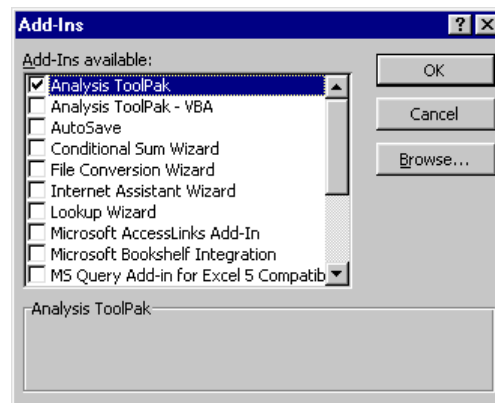 Add-Ins
Add-Ins available:
Analysis ToolPak
Analysis ToolPak - VBA
AutoSave
Conditional Sum Wizard
File Conversion Wizard
Internet Assistant Wizard
Lookup Wizard
Microsoft AccessLinks Add-In
Microsoft Bookshelf Integration
MS Query Add-in for Excel 5 Compatib
OK
Cancel
Browse...
Analysis ToolPak